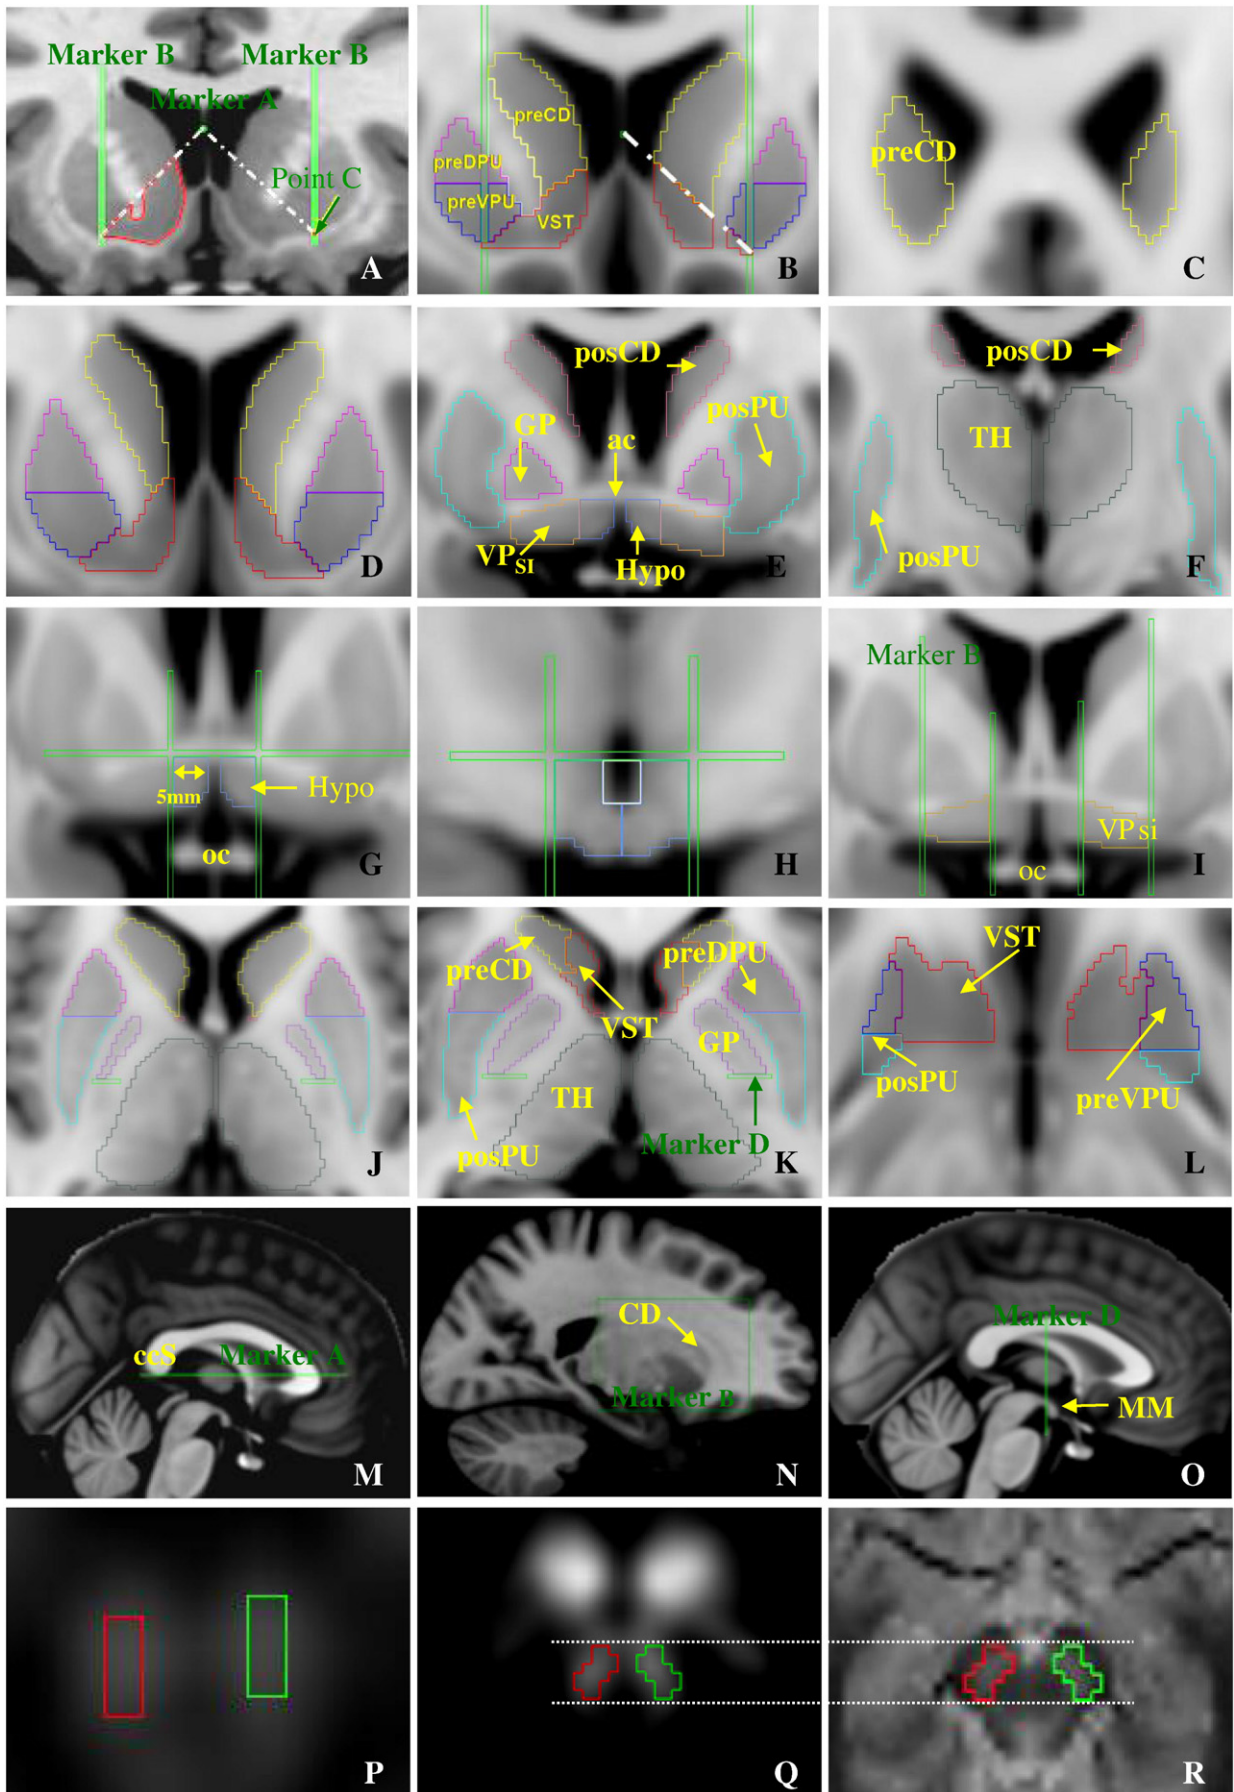 Marker B Marker B
Marker A
Point C
A
preCD
preDPU
preVPU
VST
B
preCD
C
D
posCD
posPU
GP
ac
VP SI
Hypo
E
posCD
TH
posPU
F
5mm
Hypo
oc
G
H
Marker B
VP si
oc
I
J
preCD
preDPU
VST
GP
TH
posPU
Marker D
K
VST
posPU
preVPU
L
ccS
Marker A
M
CD
Marker B
N
Marker D
MM
O
P
Q
R